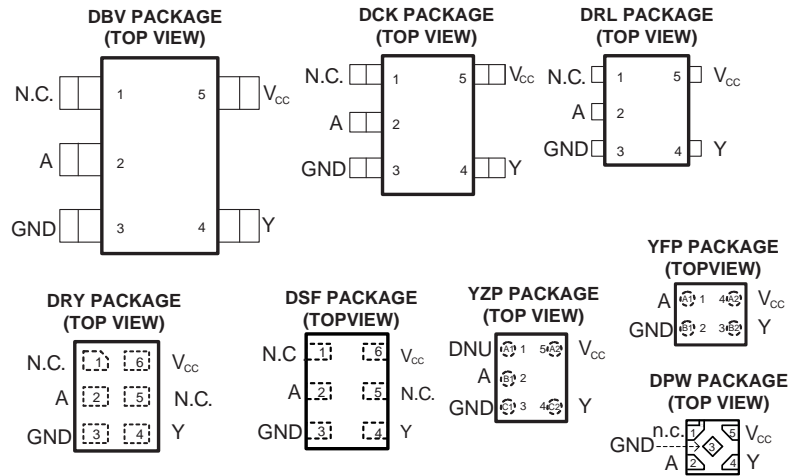 DBV PACKAGE
(TOP VIEW)
N.C. 1 5 VCC
A 2
GND 3 4 Y
DCK PACKAGE
(TOP VIEW)
N.C. 1 5 VCC
A 2
GND 3 4 Y
DRL PACKAGE
(TOP VIEW)
N.C. 1 5 VCC
A 2
GND 3 4 Y
DRY PACKAGE
(TOP VIEW)
N.C. 1 6 VCC
A 2 5 N.C.
GND 3 4 Y
DSF PACKAGE
(TOPVIEW)
N.C 1 6 VCC
A 2 5 N.C.
GND 3 4 Y
YZP PACKAGE
(TOP VIEW)
DNU A1 1 5 A2 VCC
A B1 2
GND C1 3 4 C2 Y
YFP PACKAGE
(TOPVIEW)
A A1 1 4 A2 VCC
GND B1 2 3 B2 Y
DPW PACKAGE
(TOP VIEW)
n.c. 1 5 VCC
GND 3
A 2 4 Y